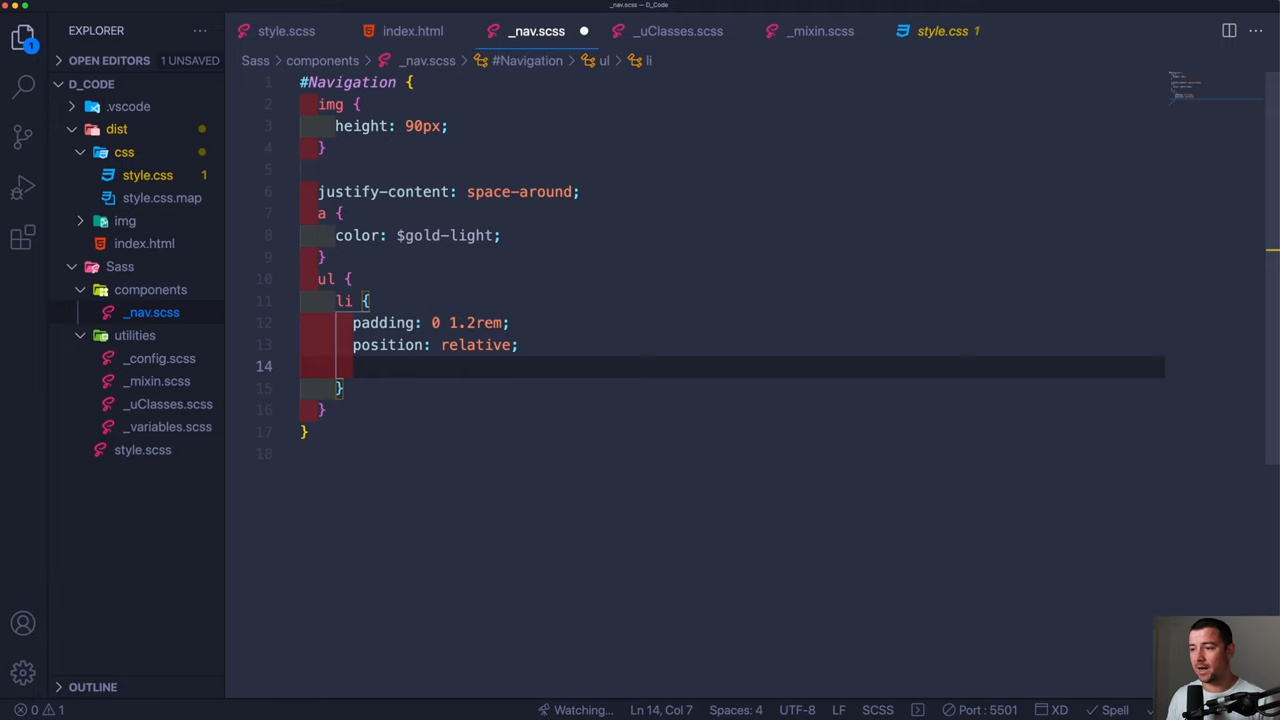 _nav.scss — D_Code
EXPLORER
style.scss
index.html
_nav.scss
_uClasses.scss
_mixin.scss
style.css 1
OPEN EDITORS 1 UNSAVED
Sass > components > _nav.scss > #Navigation > ul > li
D_CODE
.vscode
dist
css
style.css 1
style.css.map
img
index.html
Sass
components
_nav.scss
utilities
_config.scss
_mixin.scss
_uClasses.scss
_variables.scss
style.scss
OUTLINE
1 #Navigation {
2 img {
3 height: 90px;
4 }
5
6 justify-content: space-around;
7 a {
8 color: $gold-light;
9 }
10 ul {
11 li {
12 padding: 0 1.2rem;
13 position: relative;
14
15 }
16 }
17 }
18
1
0 1 Watching... Ln 14, Col 7 Spaces: 4 UTF-8 LF SCSS Port : 5501 XD Spell